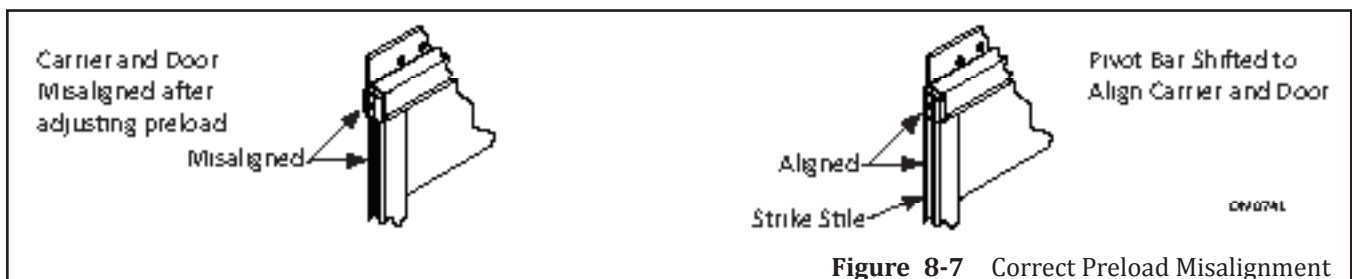 Carrier and Door
Misaligned after
adjusting preload
Misaligned
Pivot Bar Shifted to
Align Carrier and Door
Aligned
Strike Stile
Figure 8-7 Correct Preload Misalignment